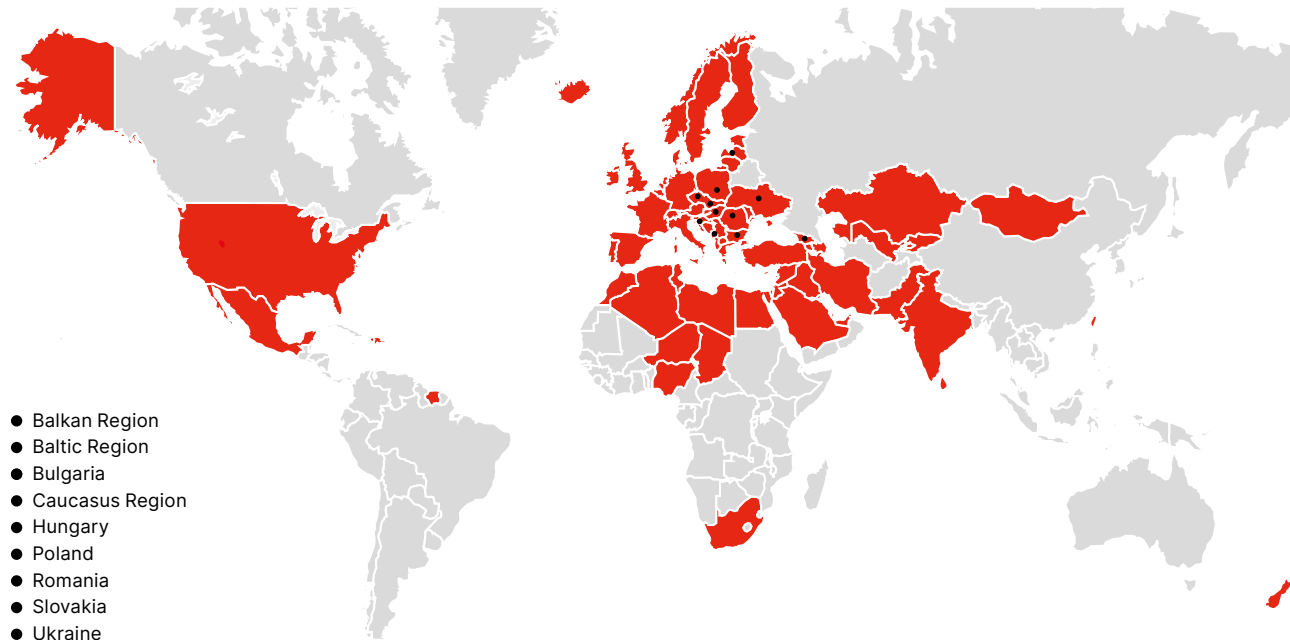 Balkan Region
Baltic Region
Bulgaria
Caucasus Region
Hungary
Poland
Romania
Slovakia
Ukraine